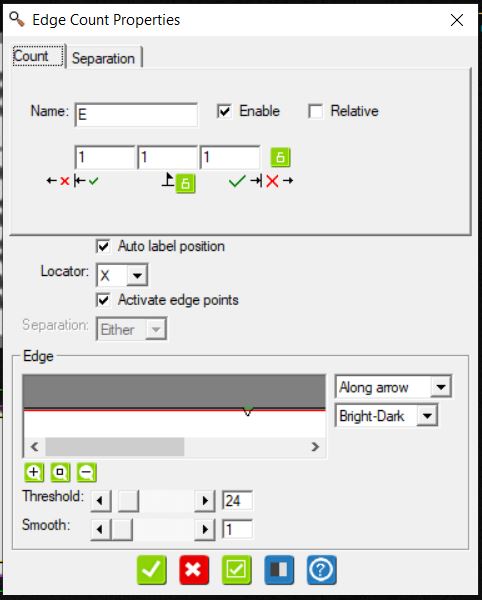 Edge Count Properties
Count Separation
Name: E Enable Relative
1 1 1
Auto label position
Locator: X
Activate edge points
Separation: Either
Edge
Along arrow
Bright-Dark
Threshold: 24
Smooth: 1